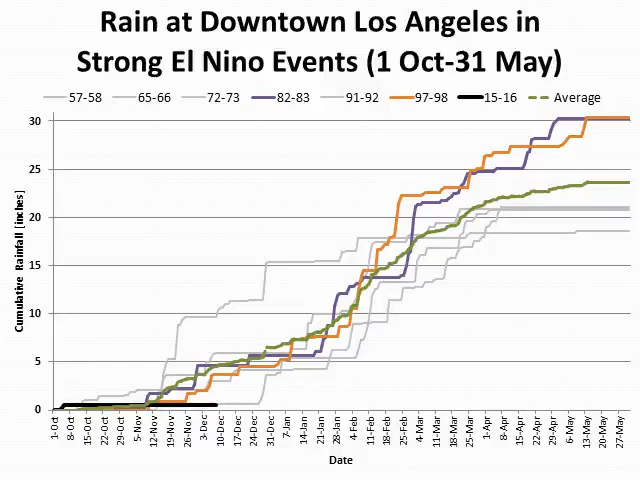 Rain at Downtown Los Angeles in
Strong El Nino Events (1 Oct-31 May)
57-58 65-66 72-73 82-83 91-92 97-98 15-16 Average
30
25
20
15
10
5
0
Cumulative Rainfall [inches]
1-Oct 8-Oct 15-Oct 22-Oct 29-Oct 5-Nov 12-Nov 19-Nov 26-Nov 3-Dec 10-Dec 17-Dec 24-Dec 31-Dec 7-Jan 14-Jan 21-Jan 28-Jan 4-Feb 11-Feb 18-Feb 25-Feb 4-Mar 11-Mar 18-Mar 25-Mar 1-Apr 8-Apr 15-Apr 22-Apr 29-Apr 6-May 13-May 20-May 27-May
Date